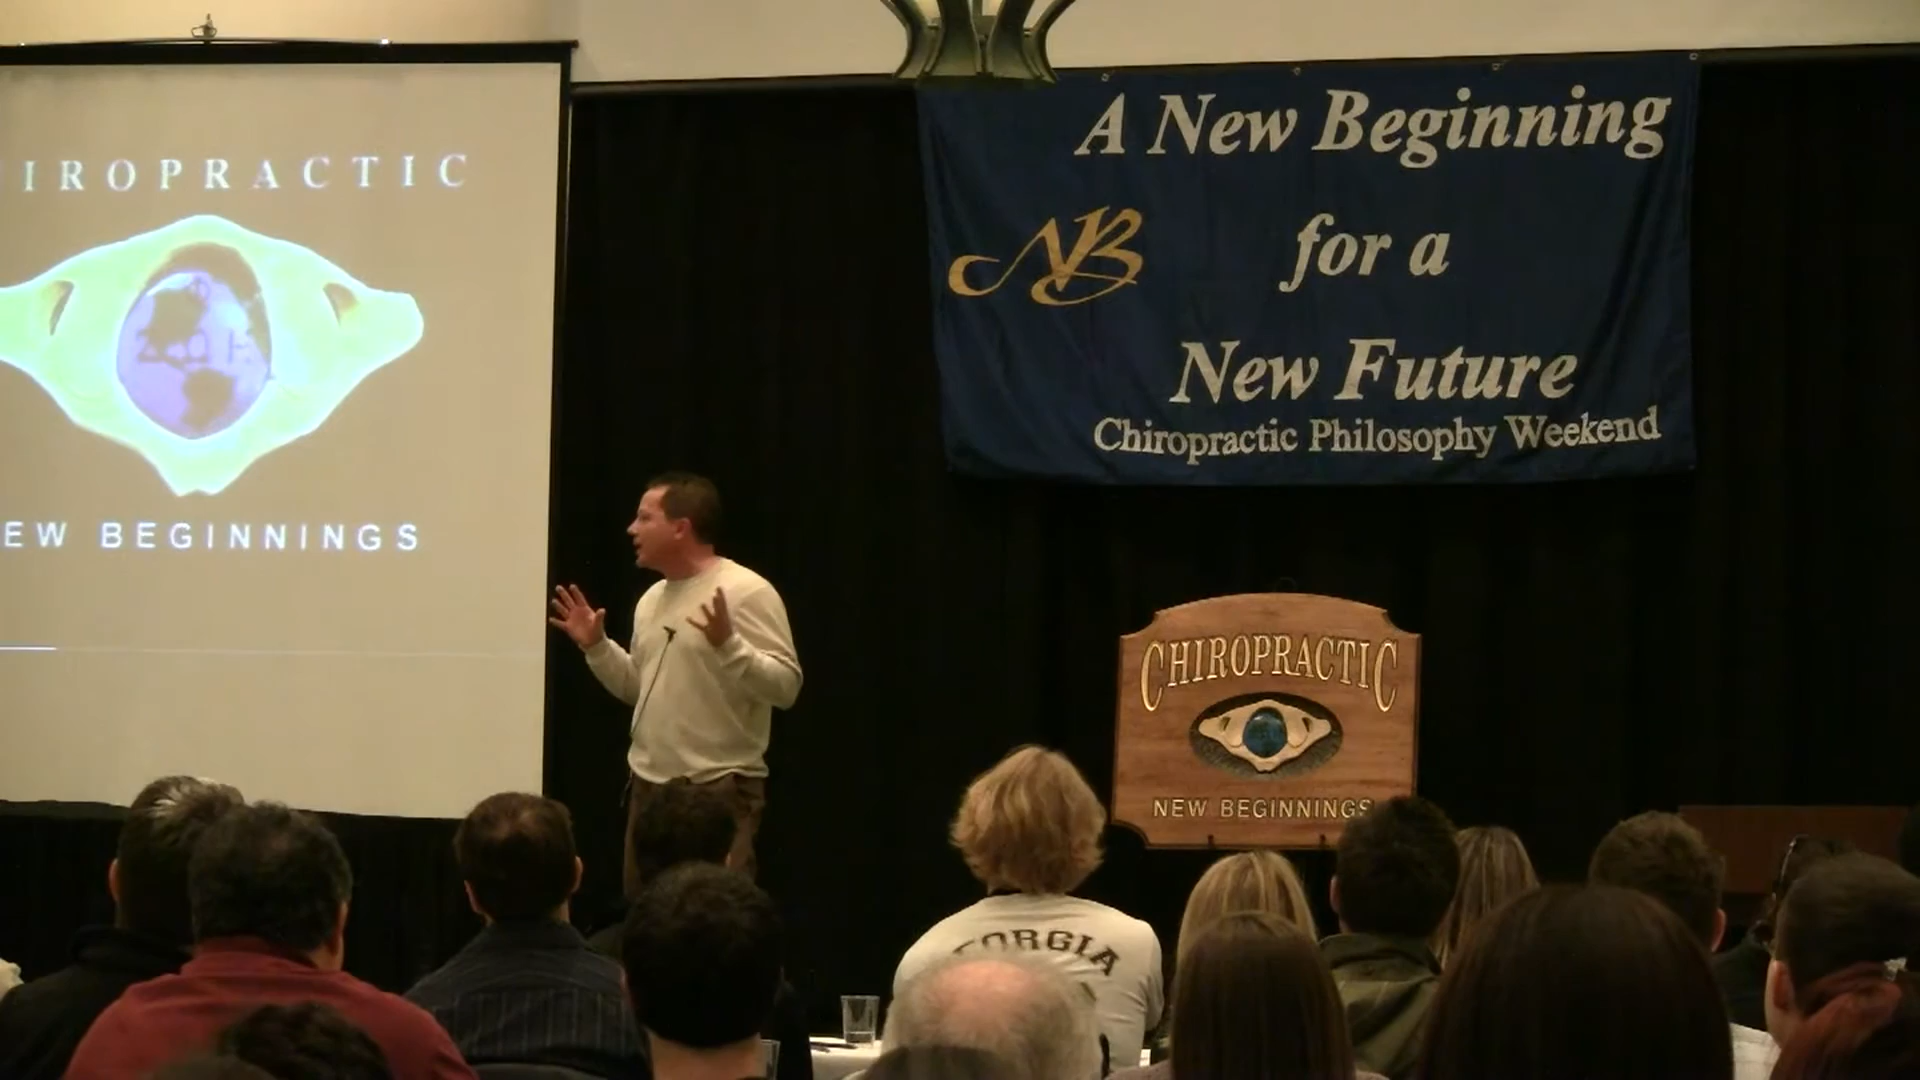 IROPRACTIC
EW BEGINNINGS
A New Beginning
NB
for a
New Future
Chiropractic Philosophy Weekend
CHIROPRACTIC
NEW BEGINNINGS
ORGIA